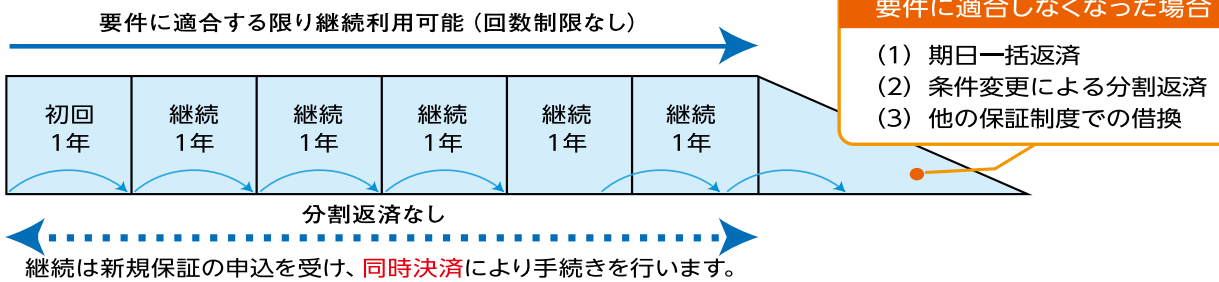 要件に適合する限り継続利用可能（回数制限なし）
要件に適合しなくなった場合
（1）期日一括返済
（2）条件変更による分割返済
（3）他の保証制度での借換
初回
1年
継続
1年
継続
1年
継続
1年
継続
1年
継続
1年
分割返済なし
継続は新規保証の申込を受け、同時決済により手続きを行います。